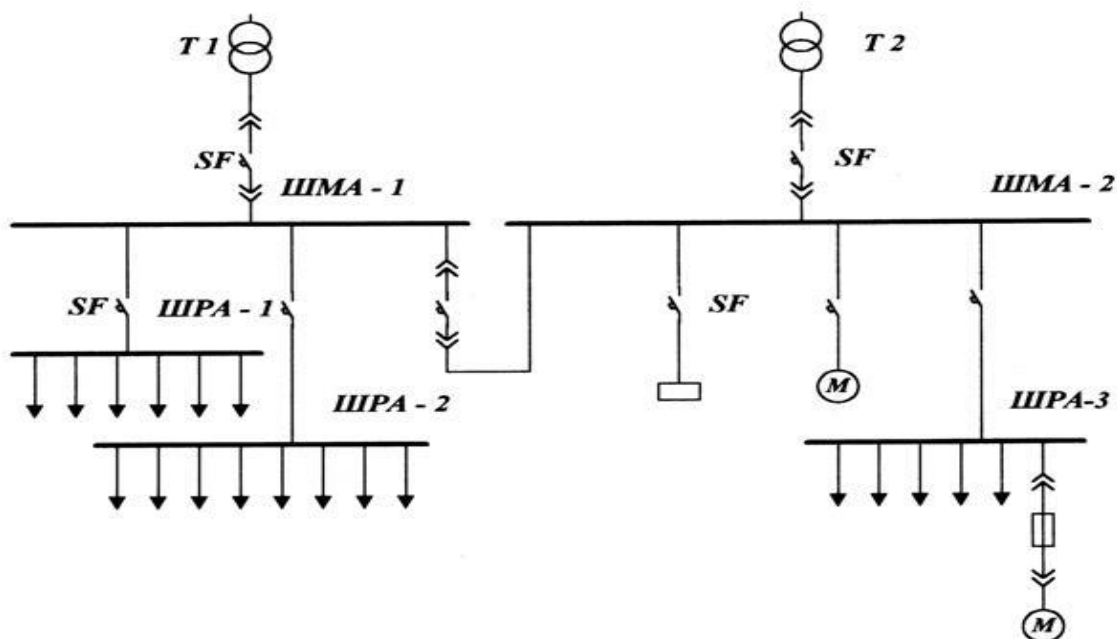 Т 1
Т 2
SF
SF
ШМА - 1
ШМА - 2
SF
ШРА - 1
SF
М
ШРА - 2
ШРА-3
М